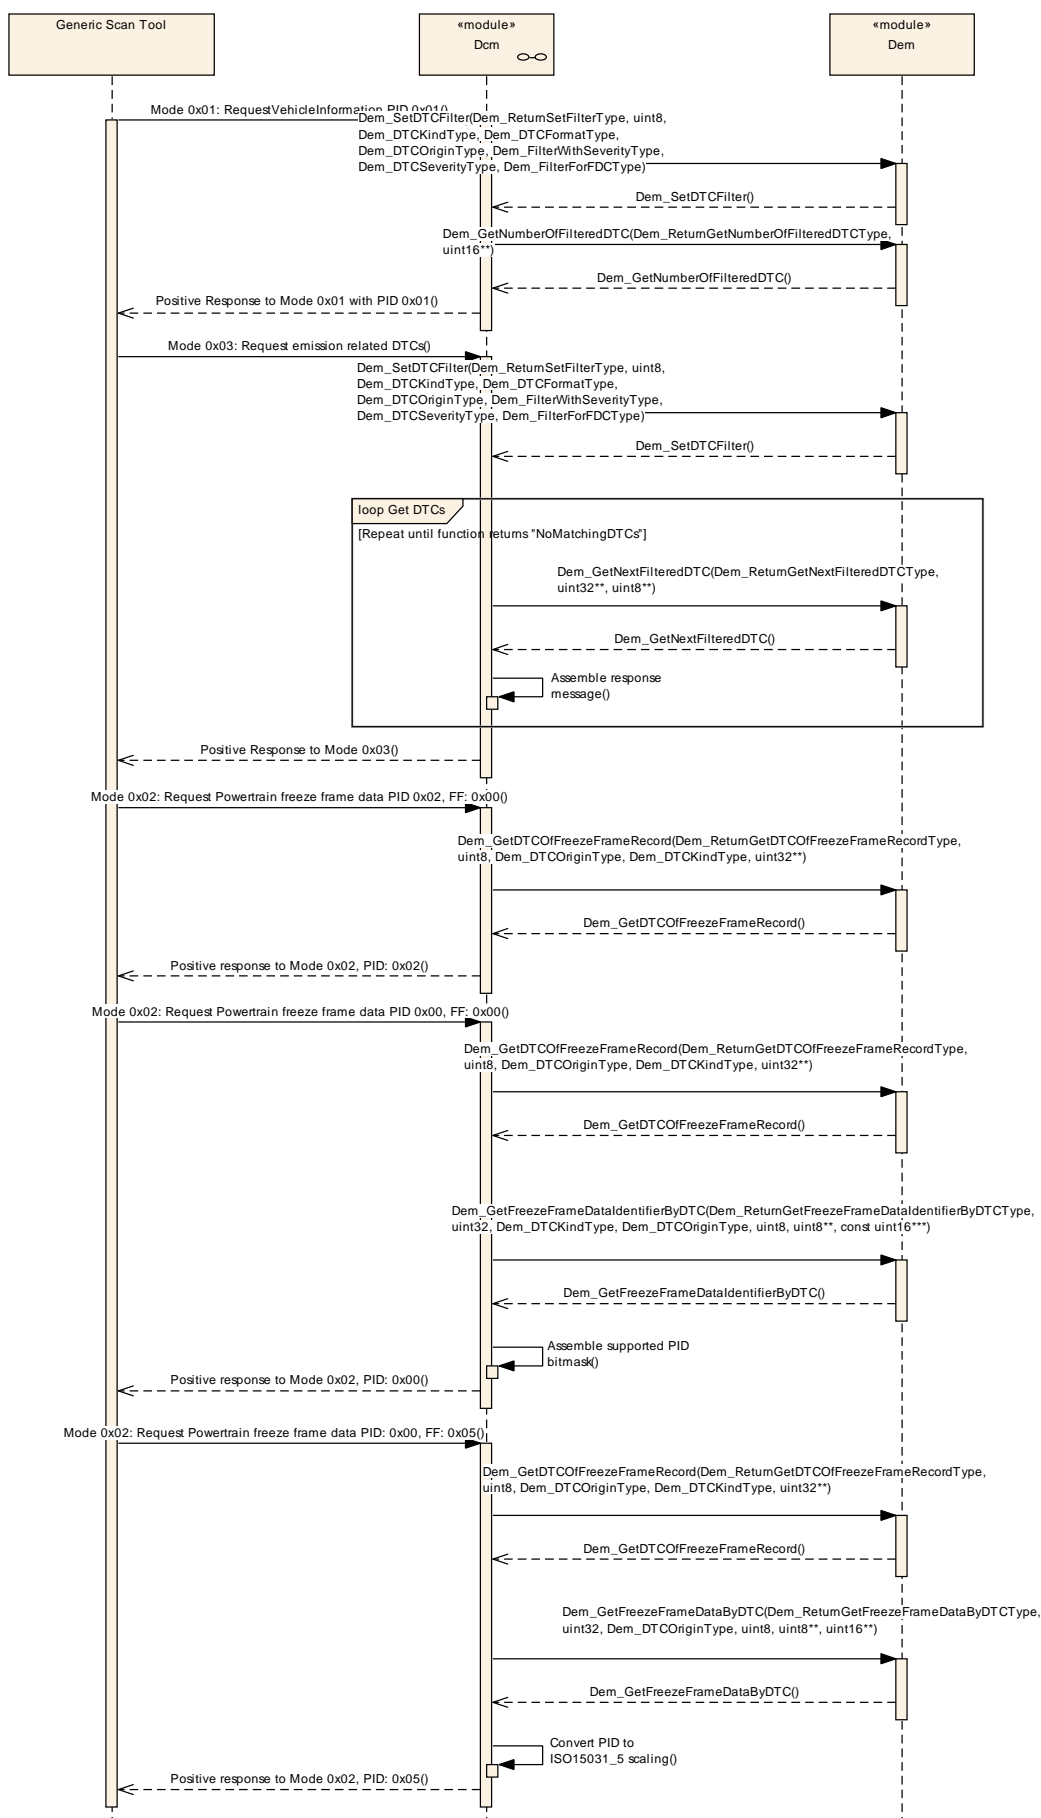 Generic Scan Tool
«module»
Dcm
«module»
Dem
Mode 0x01: RequestVehicleInformation PID 0x01()
Dem_SetDTCFilter(Dem_ReturnSetFilterType, uint8,
Dem_DTCKindType, Dem_DTCFormatType,
Dem_DTCOriginType, Dem_FilterWithSeverityType,
Dem_DTCSeverityType, Dem_FilterForFDCType)
Dem_SetDTCFilter()
Dem_GetNumberOfFilteredDTC(Dem_ReturnGetNumberOfFilteredDTCType,
uint16**)
Dem_GetNumberOfFilteredDTC()
Positive Response to Mode 0x01 with PID 0x01()
Mode 0x03: Request emission related DTCs()
Dem_SetDTCFilter(Dem_ReturnSetFilterType, uint8,
Dem_DTCKindType, Dem_DTCFormatType,
Dem_DTCOriginType, Dem_FilterWithSeverityType,
Dem_DTCSeverityType, Dem_FilterForFDCType)
Dem_SetDTCFilter()
loop Get DTCs
[Repeat until function returns "NoMatchingDTCs"]
Dem_GetNextFilteredDTC(Dem_ReturnGetNextFilteredDTCType,
uint32**, uint8**)
Dem_GetNextFilteredDTC()
Assemble response
message()
Positive Response to Mode 0x03()
Mode 0x02: Request Powertrain freeze frame data PID 0x02, FF: 0x00()
Dem_GetDTCOfFreezeFrameRecord(Dem_ReturnGetDTCOfFreezeFrameRecordType,
uint8, Dem_DTCOriginType, Dem_DTCKindType, uint32**)
Dem_GetDTCOfFreezeFrameRecord()
Positive response to Mode 0x02, PID: 0x02()
Mode 0x02: Request Powertrain freeze frame data PID 0x00, FF: 0x00()
Dem_GetDTCOfFreezeFrameRecord(Dem_ReturnGetDTCOfFreezeFrameRecordType,
uint8, Dem_DTCOriginType, Dem_DTCKindType, uint32**)
Dem_GetDTCOfFreezeFrameRecord()
Dem_GetFreezeFrameDataIdentifierByDTC(Dem_ReturnGetFreezeFrameDataIdentifierByDTCType,
uint32, Dem_DTCKindType, Dem_DTCOriginType, uint8, uint8**, const uint16***)
Dem_GetFreezeFrameDataIdentifierByDTC()
Assemble supported PID
bitmask()
Positive response to Mode 0x02, PID: 0x00()
Mode 0x02: Request Powertrain freeze frame data PID: 0x00, FF: 0x05()
Dem_GetDTCOfFreezeFrameRecord(Dem_ReturnGetDTCOfFreezeFrameRecordType,
uint8, Dem_DTCOriginType, Dem_DTCKindType, uint32**)
Dem_GetDTCOfFreezeFrameRecord()
Dem_GetFreezeFrameDataByDTC(Dem_ReturnGetFreezeFrameDataByDTCType,
uint32, Dem_DTCOriginType, uint8, uint8**, uint16**)
Dem_GetFreezeFrameDataByDTC()
Convert PID to
ISO15031_5 scaling()
Positive response to Mode 0x02, PID: 0x05()